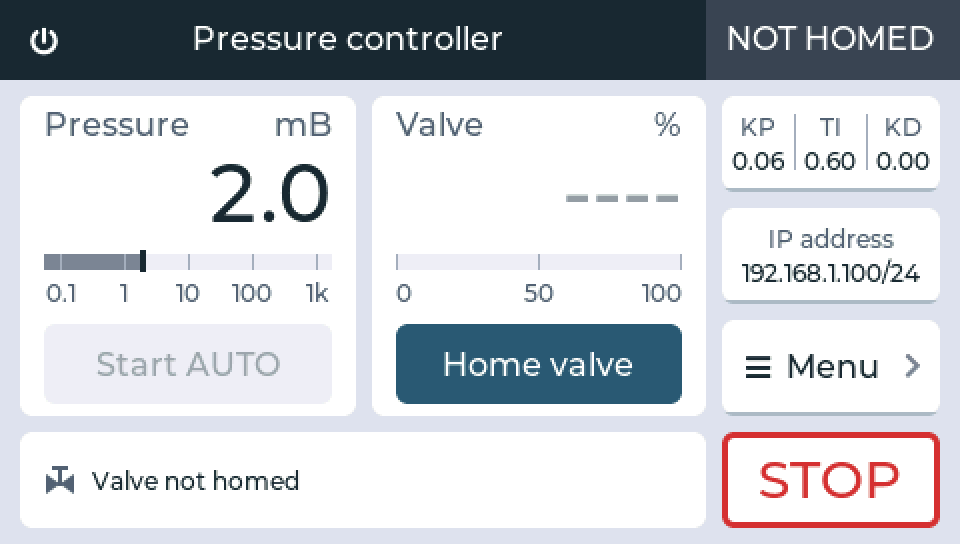 Pressure controller
NOT HOMED
Pressure mB
2.0
0.1 1 10 100 1k
Start AUTO
Valve %
----
0 50 100
Home valve
KP TI KD
0.06 0.60 0.00
IP address
192.168.1.100/24
Menu
Valve not homed
STOP